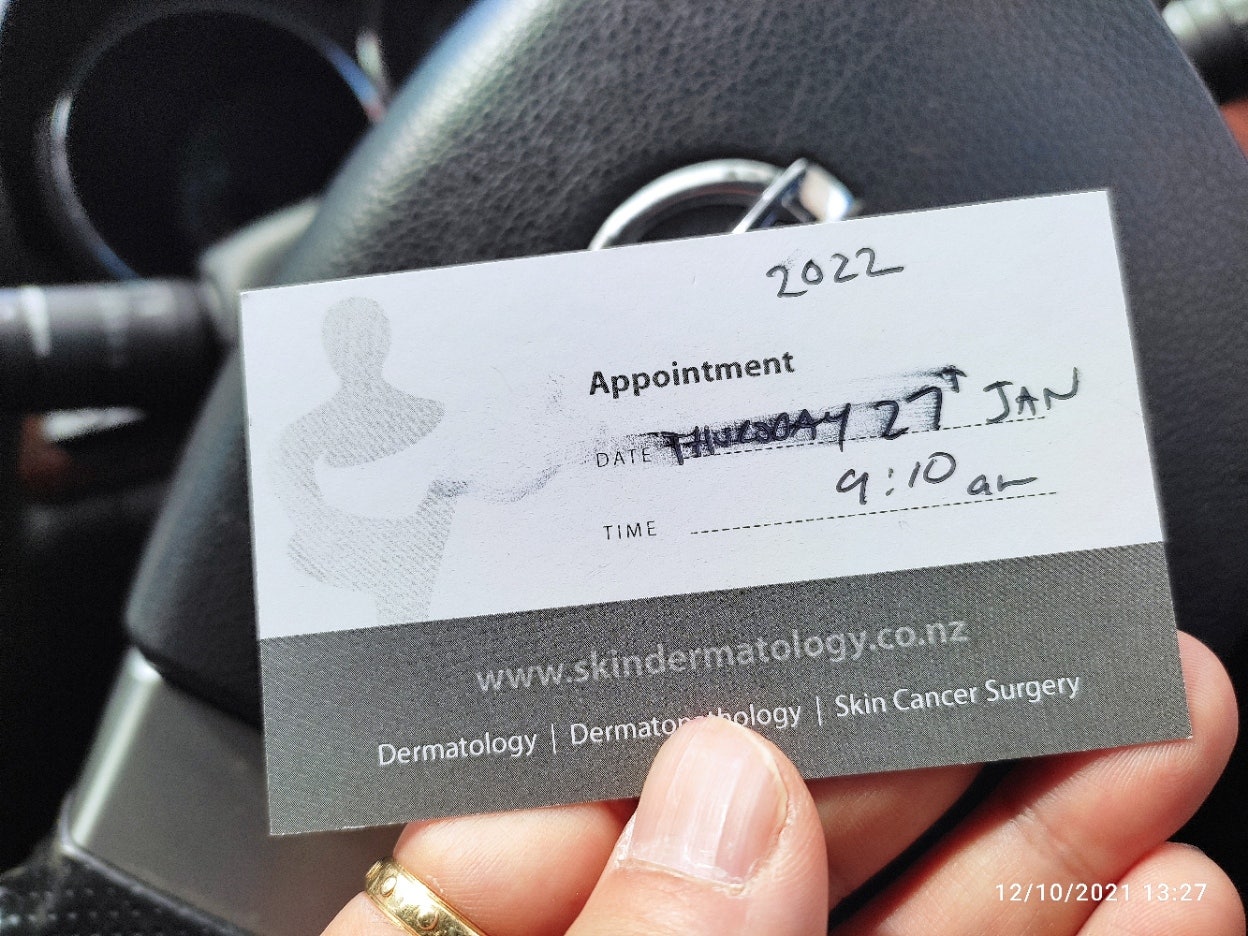 2022
Appointment
DATE THURSDAY 27th JAN
9:10 am
TIME
www.skindermatology.co.nz
Dermatology | Dermatopathology | Skin Cancer Surgery
12/10/2021 13:27